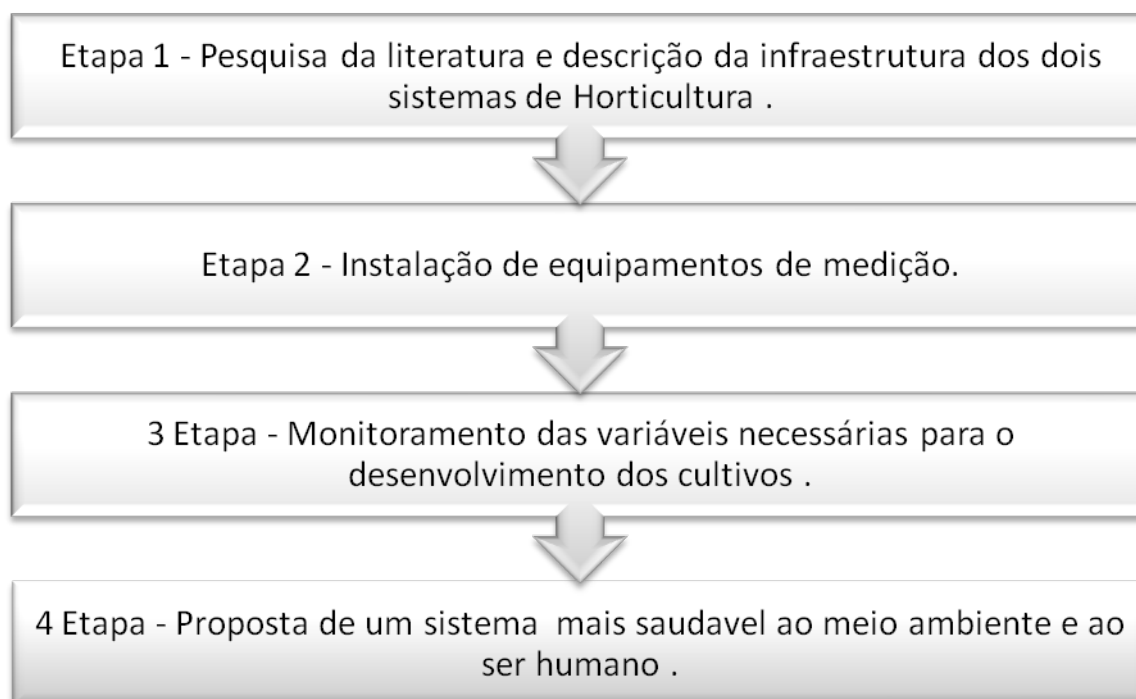 Etapa 1 - Pesquisa da literatura e descrição da infraestrutura dos dois
sistemas de Horticultura .
Etapa 2 - Instalação de equipamentos de medição.
3 Etapa - Monitoramento das variáveis necessárias para o
desenvolvimento dos cultivos .
4 Etapa - Proposta de um sistema mais saudavel ao meio ambiente e ao
ser humano .